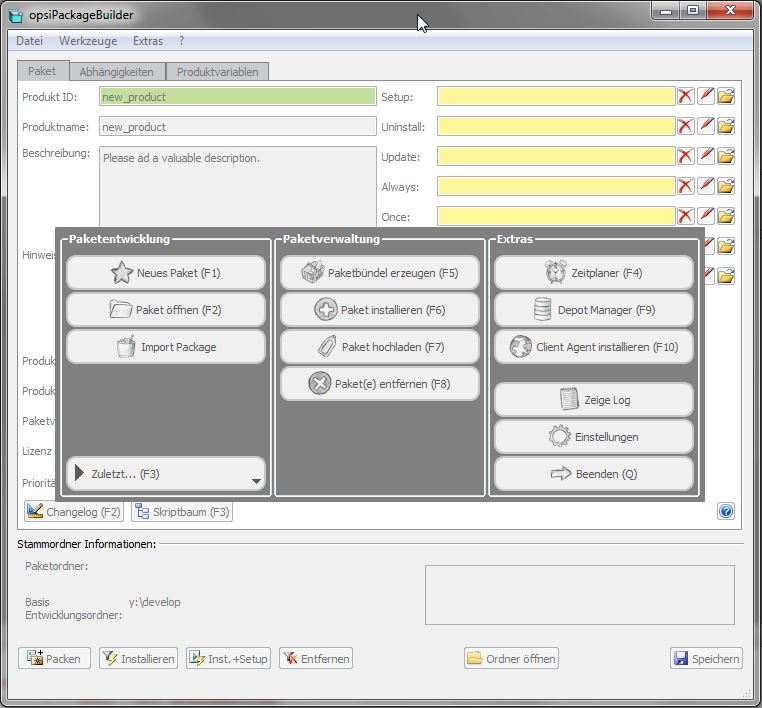 opsiPackageBuilder
Datei Werkzeuge Extras ?
Paket Abhängigkeiten Produktvariablen
Produkt ID: new_product Setup:
Produktname: new_product Uninstall:
Beschreibung: Please ad a valuable description. Update:
Always:
Once:
Hinweis
Paketentwicklung Paketverwaltung Extras
Neues Paket (F1) Paketbündel erzeugen (F5) Zeitplaner (F4)
Paket öffnen (F2) Paket installieren (F6) Depot Manager (F9)
Import Package Paket hochladen (F7) Client Agent installieren (F10)
Produk
Paket(e) entfernen (F8)
Produk
Zeige Log
Paketv
Einstellungen
Lizenz
Zuletzt... (F3) Beenden (Q)
Prioritä
Changelog (F2) Skriptbaum (F3)
Stammordner Informationen:
Paketordner:
Basis y:\develop
Entwicklungsordner:
Packen Installieren Inst.+Setup Entfernen Ordner öffnen Speichern